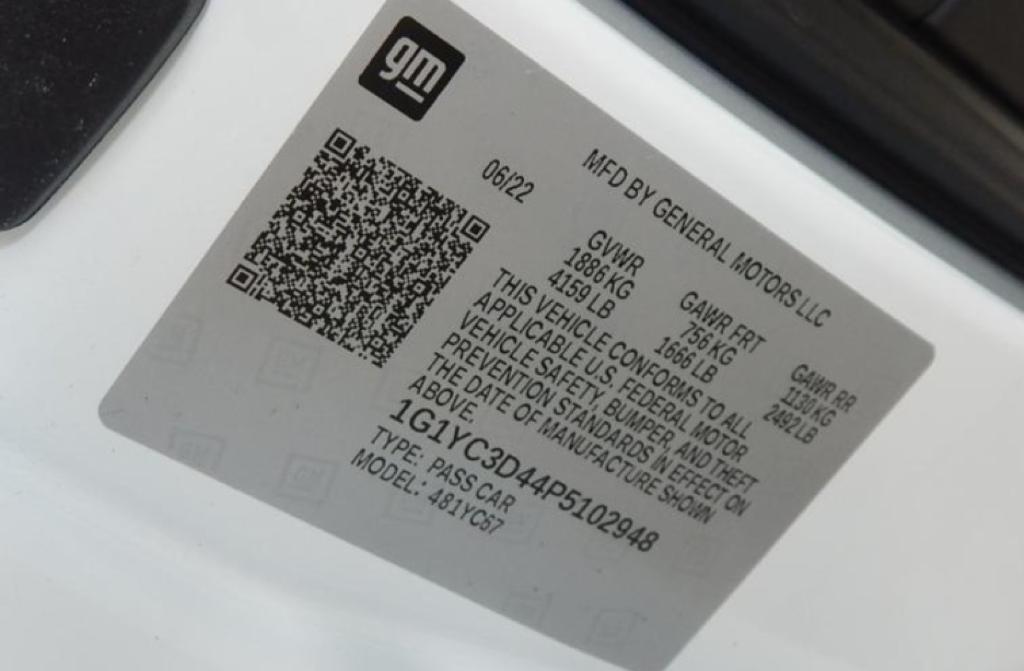 gm
06/22
MFD BY GENERAL MOTORS LLC
GVWR GAWR FRT GAWR RR
1886 KG 756 KG 1130 KG
4159 LB 1666 LB 2492 LB
THIS VEHICLE CONFORMS TO ALL
APPLICABLE U.S. FEDERAL MOTOR
VEHICLE SAFETY, BUMPER, AND THEFT
PREVENTION STANDARDS IN EFFECT ON
THE DATE OF MANUFACTURE SHOWN
ABOVE.
1G1YC3D44P5102948
TYPE: PASS CAR
MODEL: 481YC67